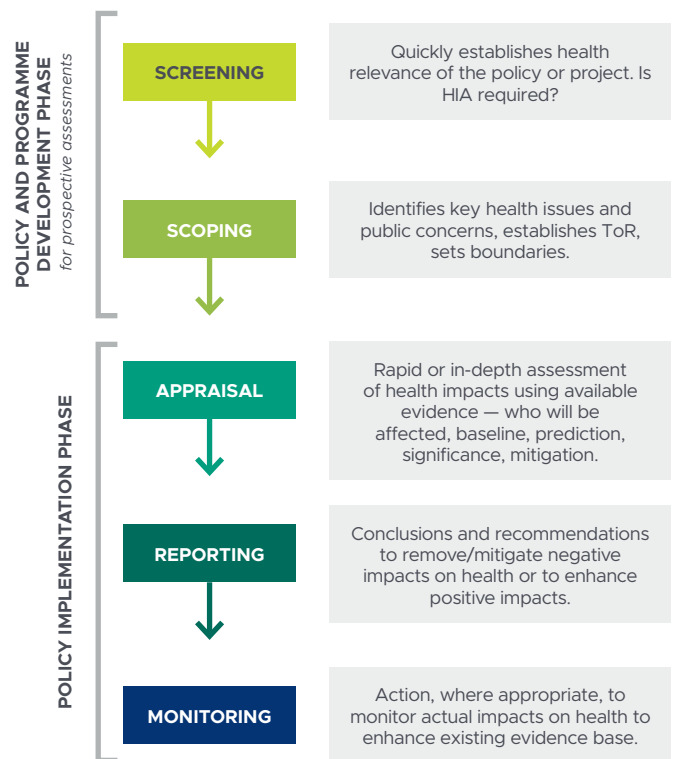 POLICY AND PROGRAMME
DEVELOPMENT PHASE
for prospective assessments
SCREENING
Quickly establishes health
relevance of the policy or project. Is
HIA required?
SCOPING
Identifies key health issues and
public concerns, establishes ToR,
sets boundaries.
POLICY IMPLEMENTATION PHASE
APPRAISAL
Rapid or in-depth assessment
of health impacts using available
evidence — who will be
affected, baseline, prediction,
significance, mitigation.
REPORTING
Conclusions and recommendations
to remove/mitigate negative
impacts on health or to enhance
positive impacts.
MONITORING
Action, where appropriate, to
monitor actual impacts on health to
enhance existing evidence base.